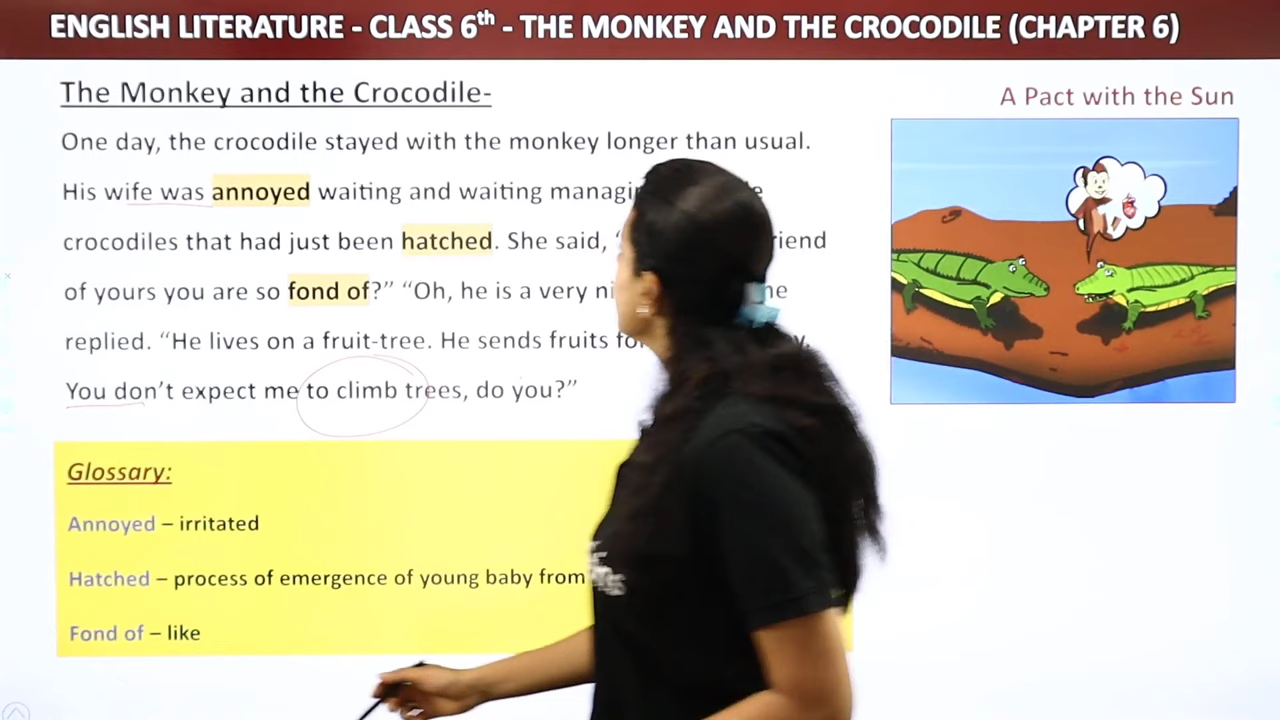 ENGLISH LITERATURE - CLASS 6th - THE MONKEY AND THE CROCODILE (CHAPTER 6)
The Monkey and the Crocodile-
A Pact with the Sun
One day, the crocodile stayed with the monkey longer than usual.
His wife was annoyed waiting and waiting
crocodiles that had just been hatched. She said,
of yours you are so fond of?” “Oh, he is a very
replied. “He lives on a fruit-tree. He sends fruits
You don’t expect me to climb trees, do you?”
Glossary:
Annoyed – irritated
Hatched – process of emergence of young baby from
Fond of – like